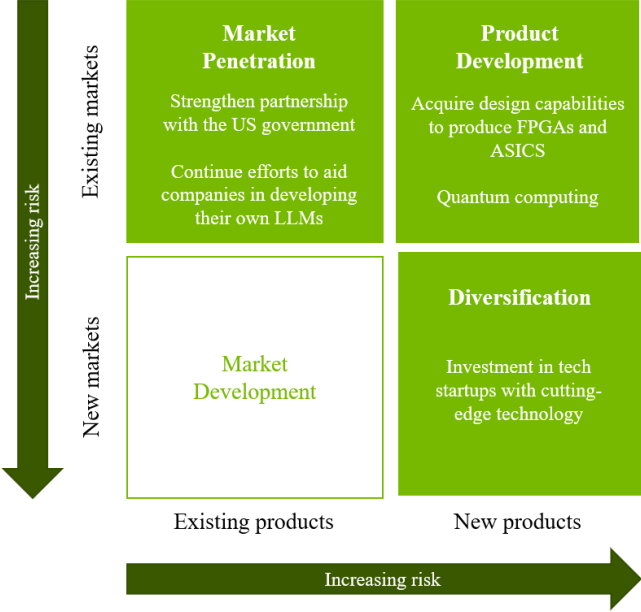 Increasing risk
Existing markets
Market
Penetration
Strengthen partnership
with the US government
Continue efforts to aid
companies in developing
their own LLMs
Product
Development
Acquire design capabilities
to produce FPGAs and
ASICS
Quantum computing
New markets
Market
Development
Diversification
Investment in tech
startups with cutting-
edge technology
Existing products
New products
Increasing risk